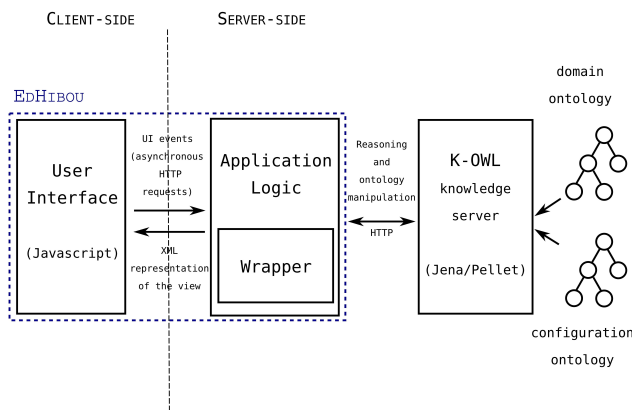 CLIENT-SIDE
SERVER-SIDE
EDHIBOU
User
Interface
(Javascript)
UI events
(asynchronous
HTTP
requests)
XML
representation
of the view
Application
Logic
Wrapper
Reasoning
and
ontology
manipulation
HTTP
K-OWL
knowledge
server
(Jena/Pellet)
domain
ontology
configuration
ontology